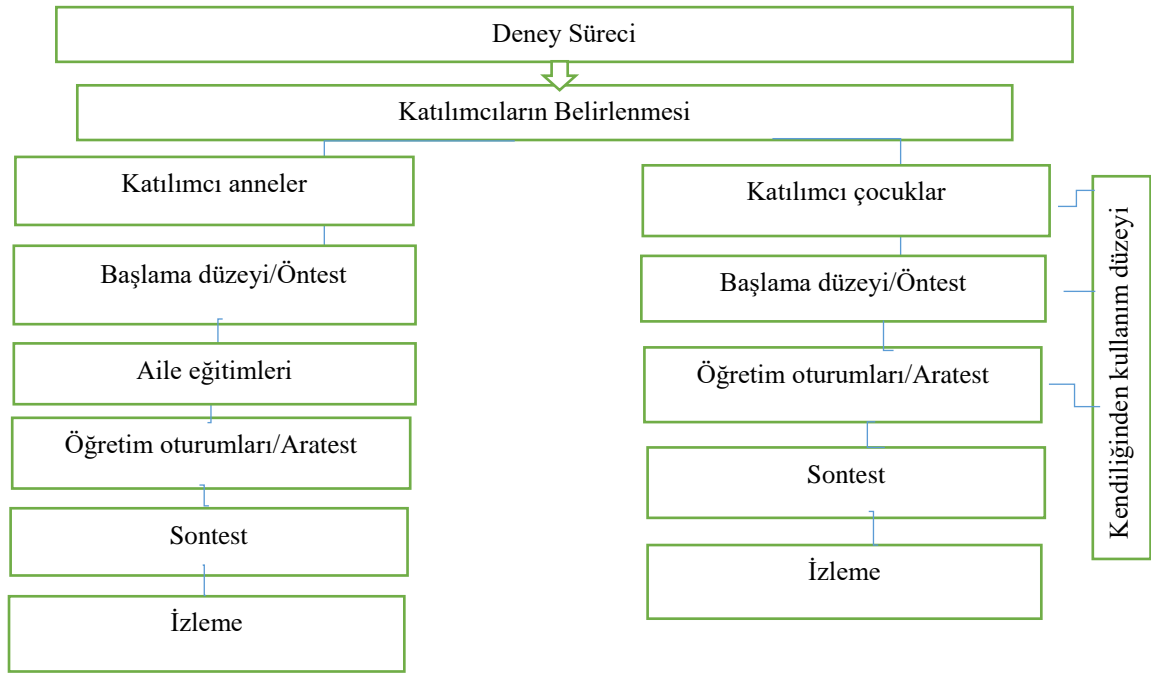 Deney Süreci
Katılımcıların Belirlenmesi
Katılımcı anneler
Başlama düzeyi/Öntest
Aile eğitimleri
Öğretim oturumları/Aratest
Sontest
İzleme
Katılımcı çocuklar
Başlama düzeyi/Öntest
Öğretim oturumları/Aratest
Sontest
İzleme
Kendiliğinden kullanım düzeyi